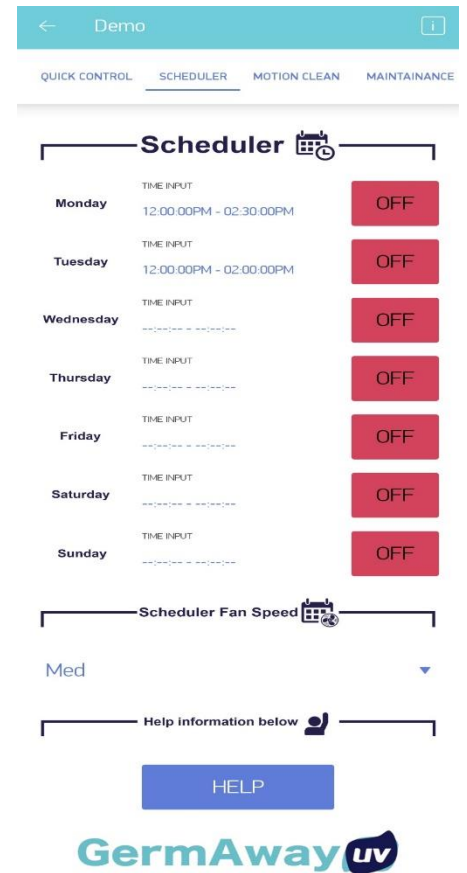 Demo
QUICK CONTROL SCHEDULER MOTION CLEAN MAINTAINANCE
Scheduler
TIME INPUT
Monday 12:00:00PM - 02:30:00PM OFF
TIME INPUT
Tuesday 12:00:00PM - 02:00:00PM OFF
TIME INPUT
Wednesday --:--:-- - --:--:-- OFF
TIME INPUT
Thursday --:--:-- - --:--:-- OFF
TIME INPUT
Friday --:--:-- - --:--:-- OFF
TIME INPUT
Saturday --:--:-- - --:--:-- OFF
TIME INPUT
Sunday --:--:-- - --:--:-- OFF
Scheduler Fan Speed
Med
Help information below
HELP
GermAway UV